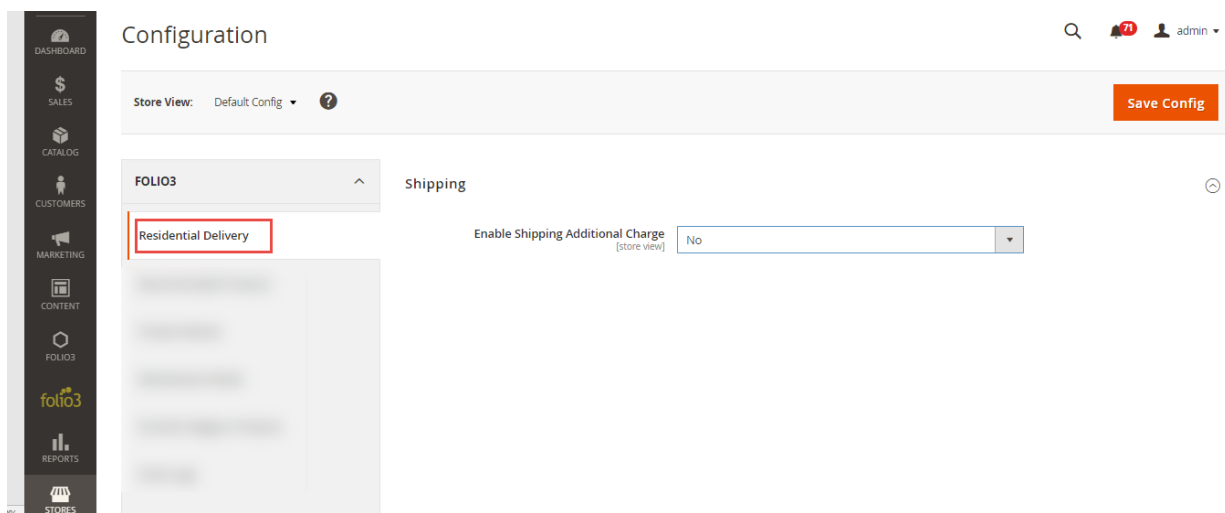 DASHBOARD
SALES
CATALOG
CUSTOMERS
MARKETING
CONTENT
FOLIO3
folio3
REPORTS
STORES
Configuration
71
admin
Store View: Default Config ?
Save Config
FOLIO3
Residential Delivery
Shipping
Enable Shipping Additional Charge
[store view]
No